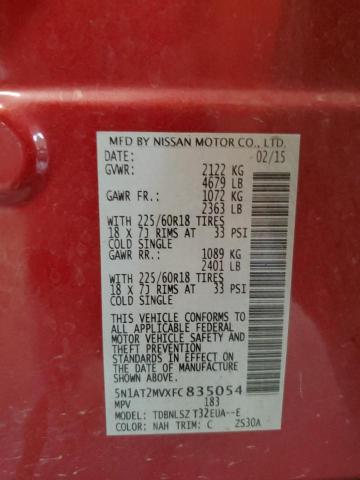 MFD BY NISSAN MOTOR CO., LTD.
DATE: 02/15
GVWR: 2122 KG
4679 LB
GAWR FR.: 1072 KG
2363 LB
WITH 225/60R18 TIRES
18 X 7J RIMS AT 33 PSI
COLD SINGLE
GAWR RR.: 1089 KG
2401 LB
WITH 225/60R18 TIRES
18 X 7J RIMS AT 33 PSI
COLD SINGLE
THIS VEHICLE CONFORMS TO
ALL APPLICABLE FEDERAL
MOTOR VEHICLE SAFETY
AND THEFT PREVENTION
STANDARDS IN EFFECT ON
THE DATE OF MANUFACTURE
SHOWN ABOVE.
5N1AT2MVXFC835054
MPV 183
MODEL: TDBNLSZ T32EUA--E
COLOR: NAH TRIM: C ZS30A